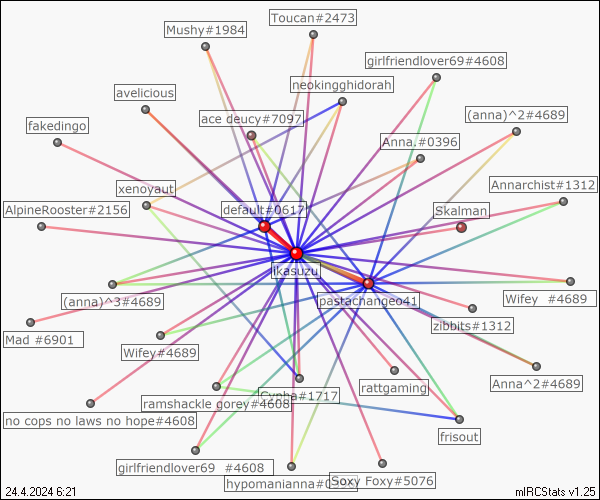 Toucan#2473
Mushy#1984
girlfriendlover69#4608
neokingghidorah
avelicious
ace deucy#7097
(anna)^2#4689
fakedingo
Anna.#0396
xenoyaut
Annarchist#1312
AlpineRooster#2156
default#0617
Skalman
ikasuzu
(anna)^3#4689
pastachangeo41
Wifey #4689
zibbits#1312
Mad #6901
Wifey#4689
Anna^2#4689
rattgaming
Cynha#1717
ramshackle gorey#4608
no cops no laws no hope#4608
frisout
girlfriendlover69 #4608
Soxy Foxy#5076
hypomanianna
24.4.2024 6:21
mIRCStats v1.25